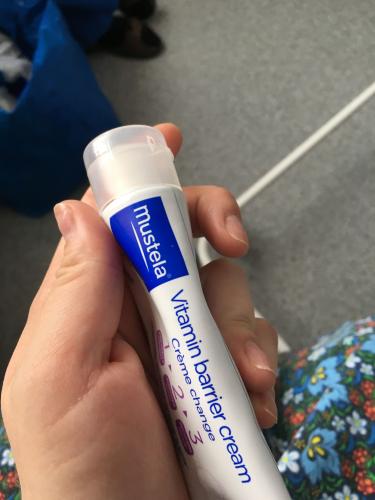 mustela®
Vitamin barrier cream
Crème change
1, 2, 3